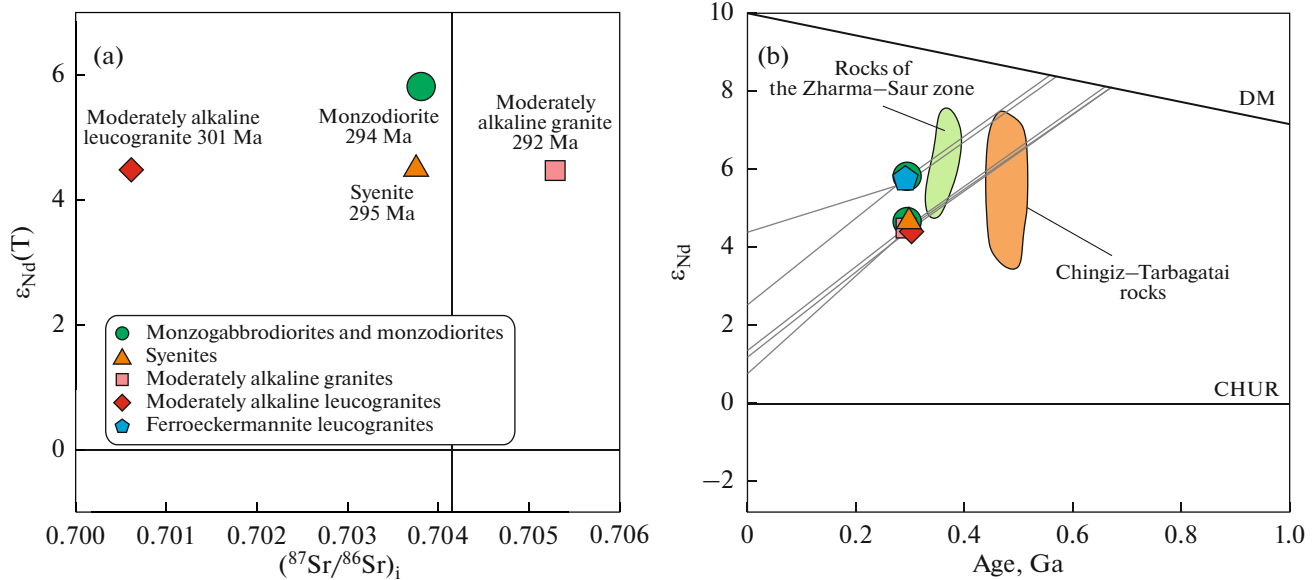 (a)
6
4
2
0
εNd(T)
Moderately alkaline
leucogranite 301 Ma
Monzodiorite
294 Ma
Syenite
295 Ma
Moderately
alkaline granite
292 Ma
Monzogabbrodiorites and monzodiorites
Syenites
Moderately alkaline granites
Moderately alkaline leucogranites
Ferroeckermannite leucogranites
0.700 0.701 0.702 0.703 0.704 0.705 0.706
(⁸⁷Sr/⁸⁶Sr)i
(b)
10
8
6
4
2
0
−2
εNd
Rocks of
the Zharma–Saur zone
DM
Chingiz–Tarbagatai
rocks
CHUR
0 0.2 0.4 0.6 0.8 1.0
Age, Ga